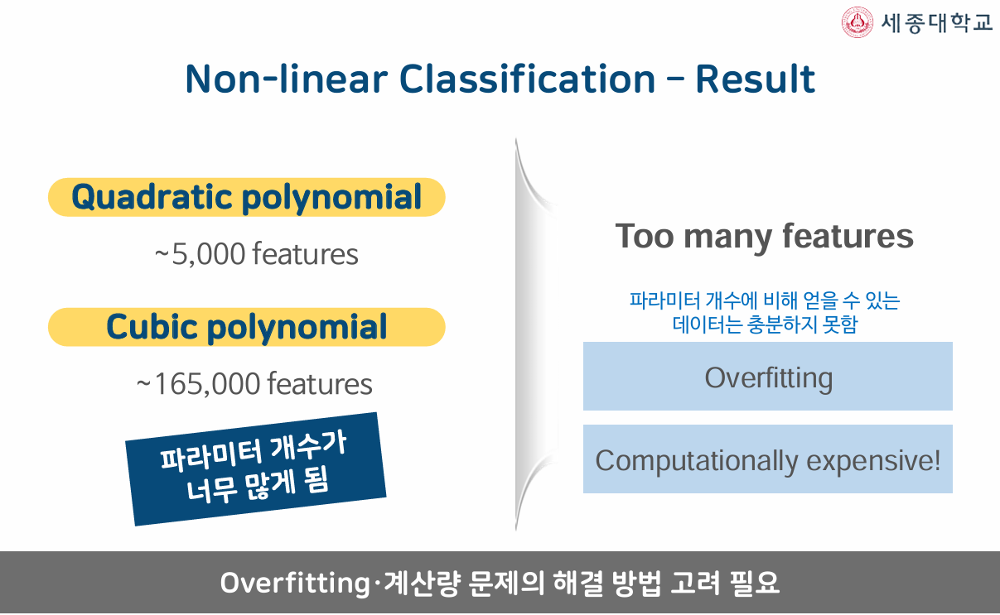 세종대학교
Non-linear Classification – Result
Quadratic polynomial
~5,000 features
Cubic polynomial
~165,000 features
파라미터 개수가
너무 많게 됨
Too many features
파라미터 개수에 비해 얻을 수 있는
데이터는 충분하지 못함
Overfitting
Computationally expensive!
Overfitting·계산량 문제의 해결 방법 고려 필요